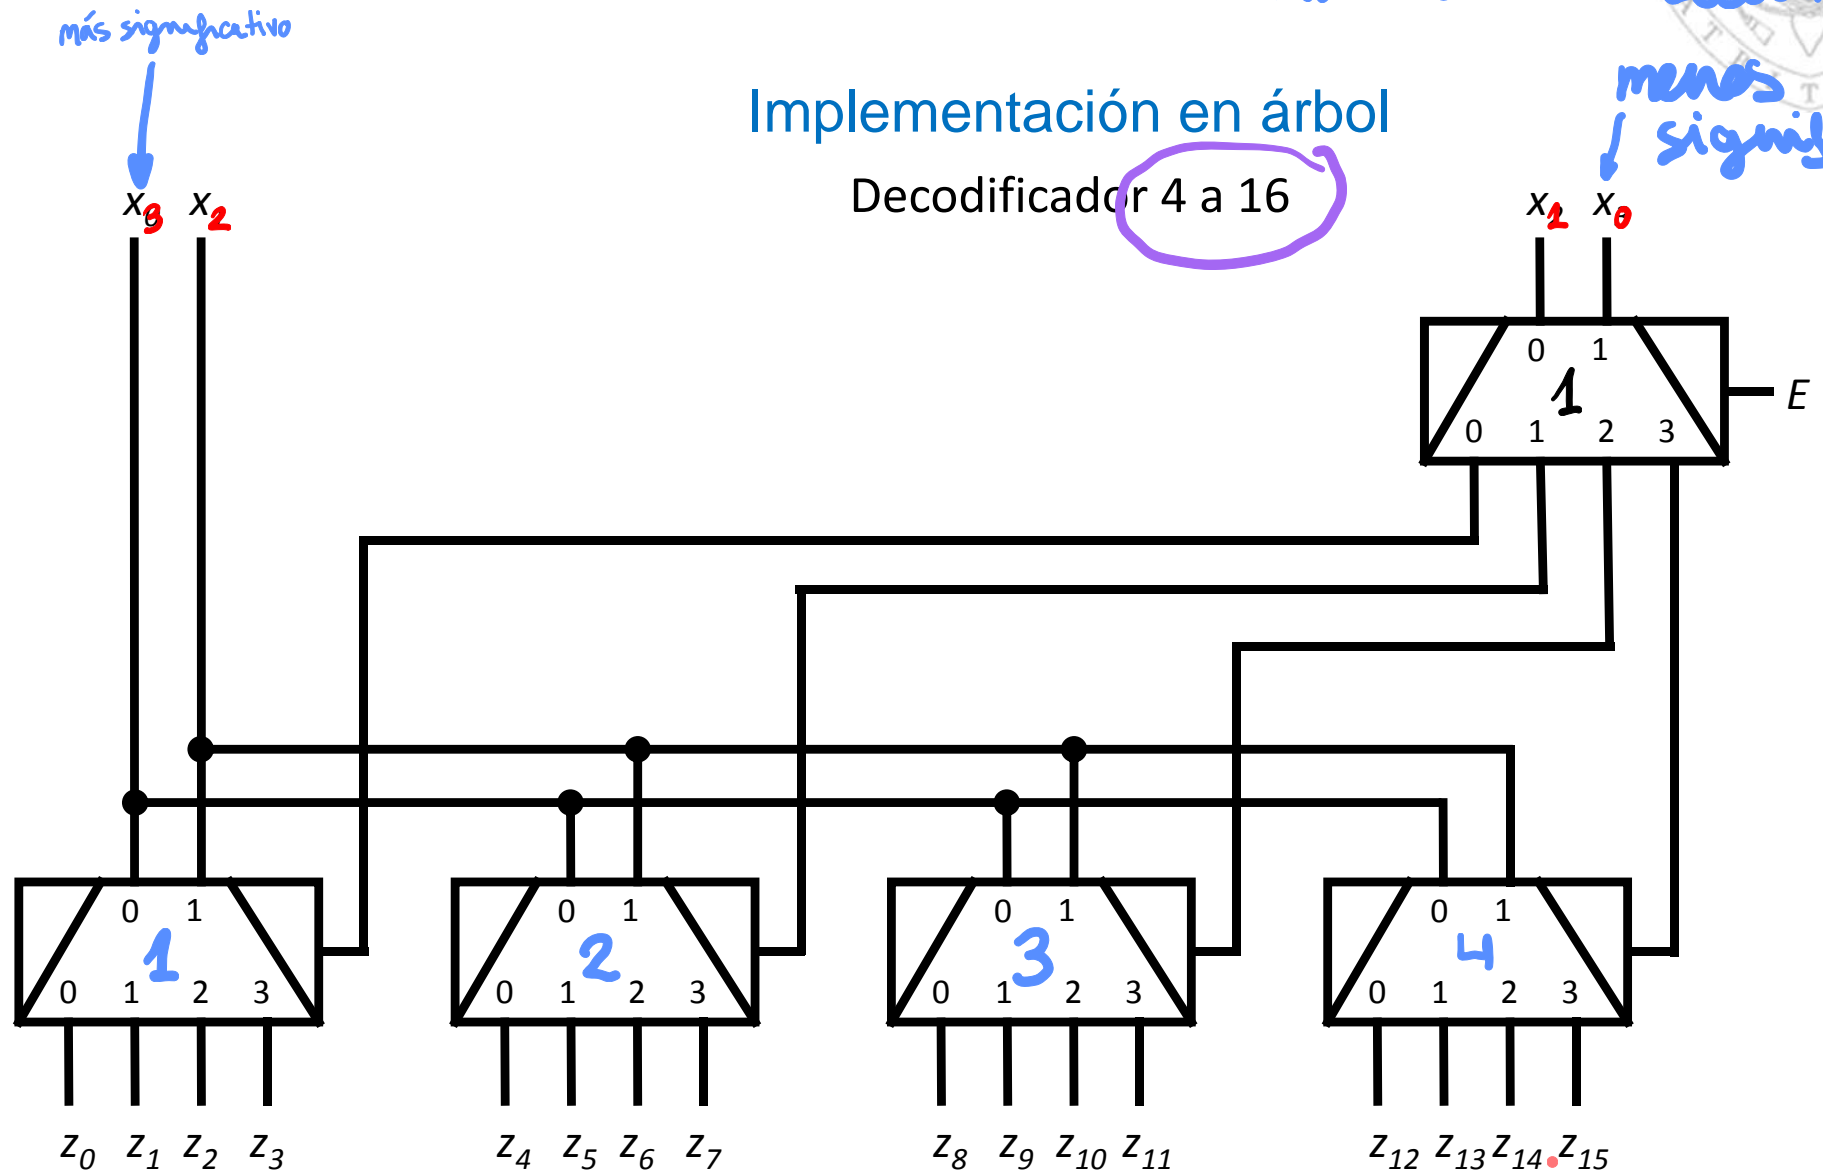 más significativo
menos
Implementación en árbol
Decodificador 4 a 16
x3 x2
x1 x0
0 1
1
E
0 1 2 3
0 1
0 1
0 1
0 1
1
2
3
4
0 1 2 3
0 1 2 3
0 1 2 3
0 1 2 3
z0 z1 z2 z3
z4 z5 z6 z7
z8 z9 z10 z11
z12 z13 z14 z15